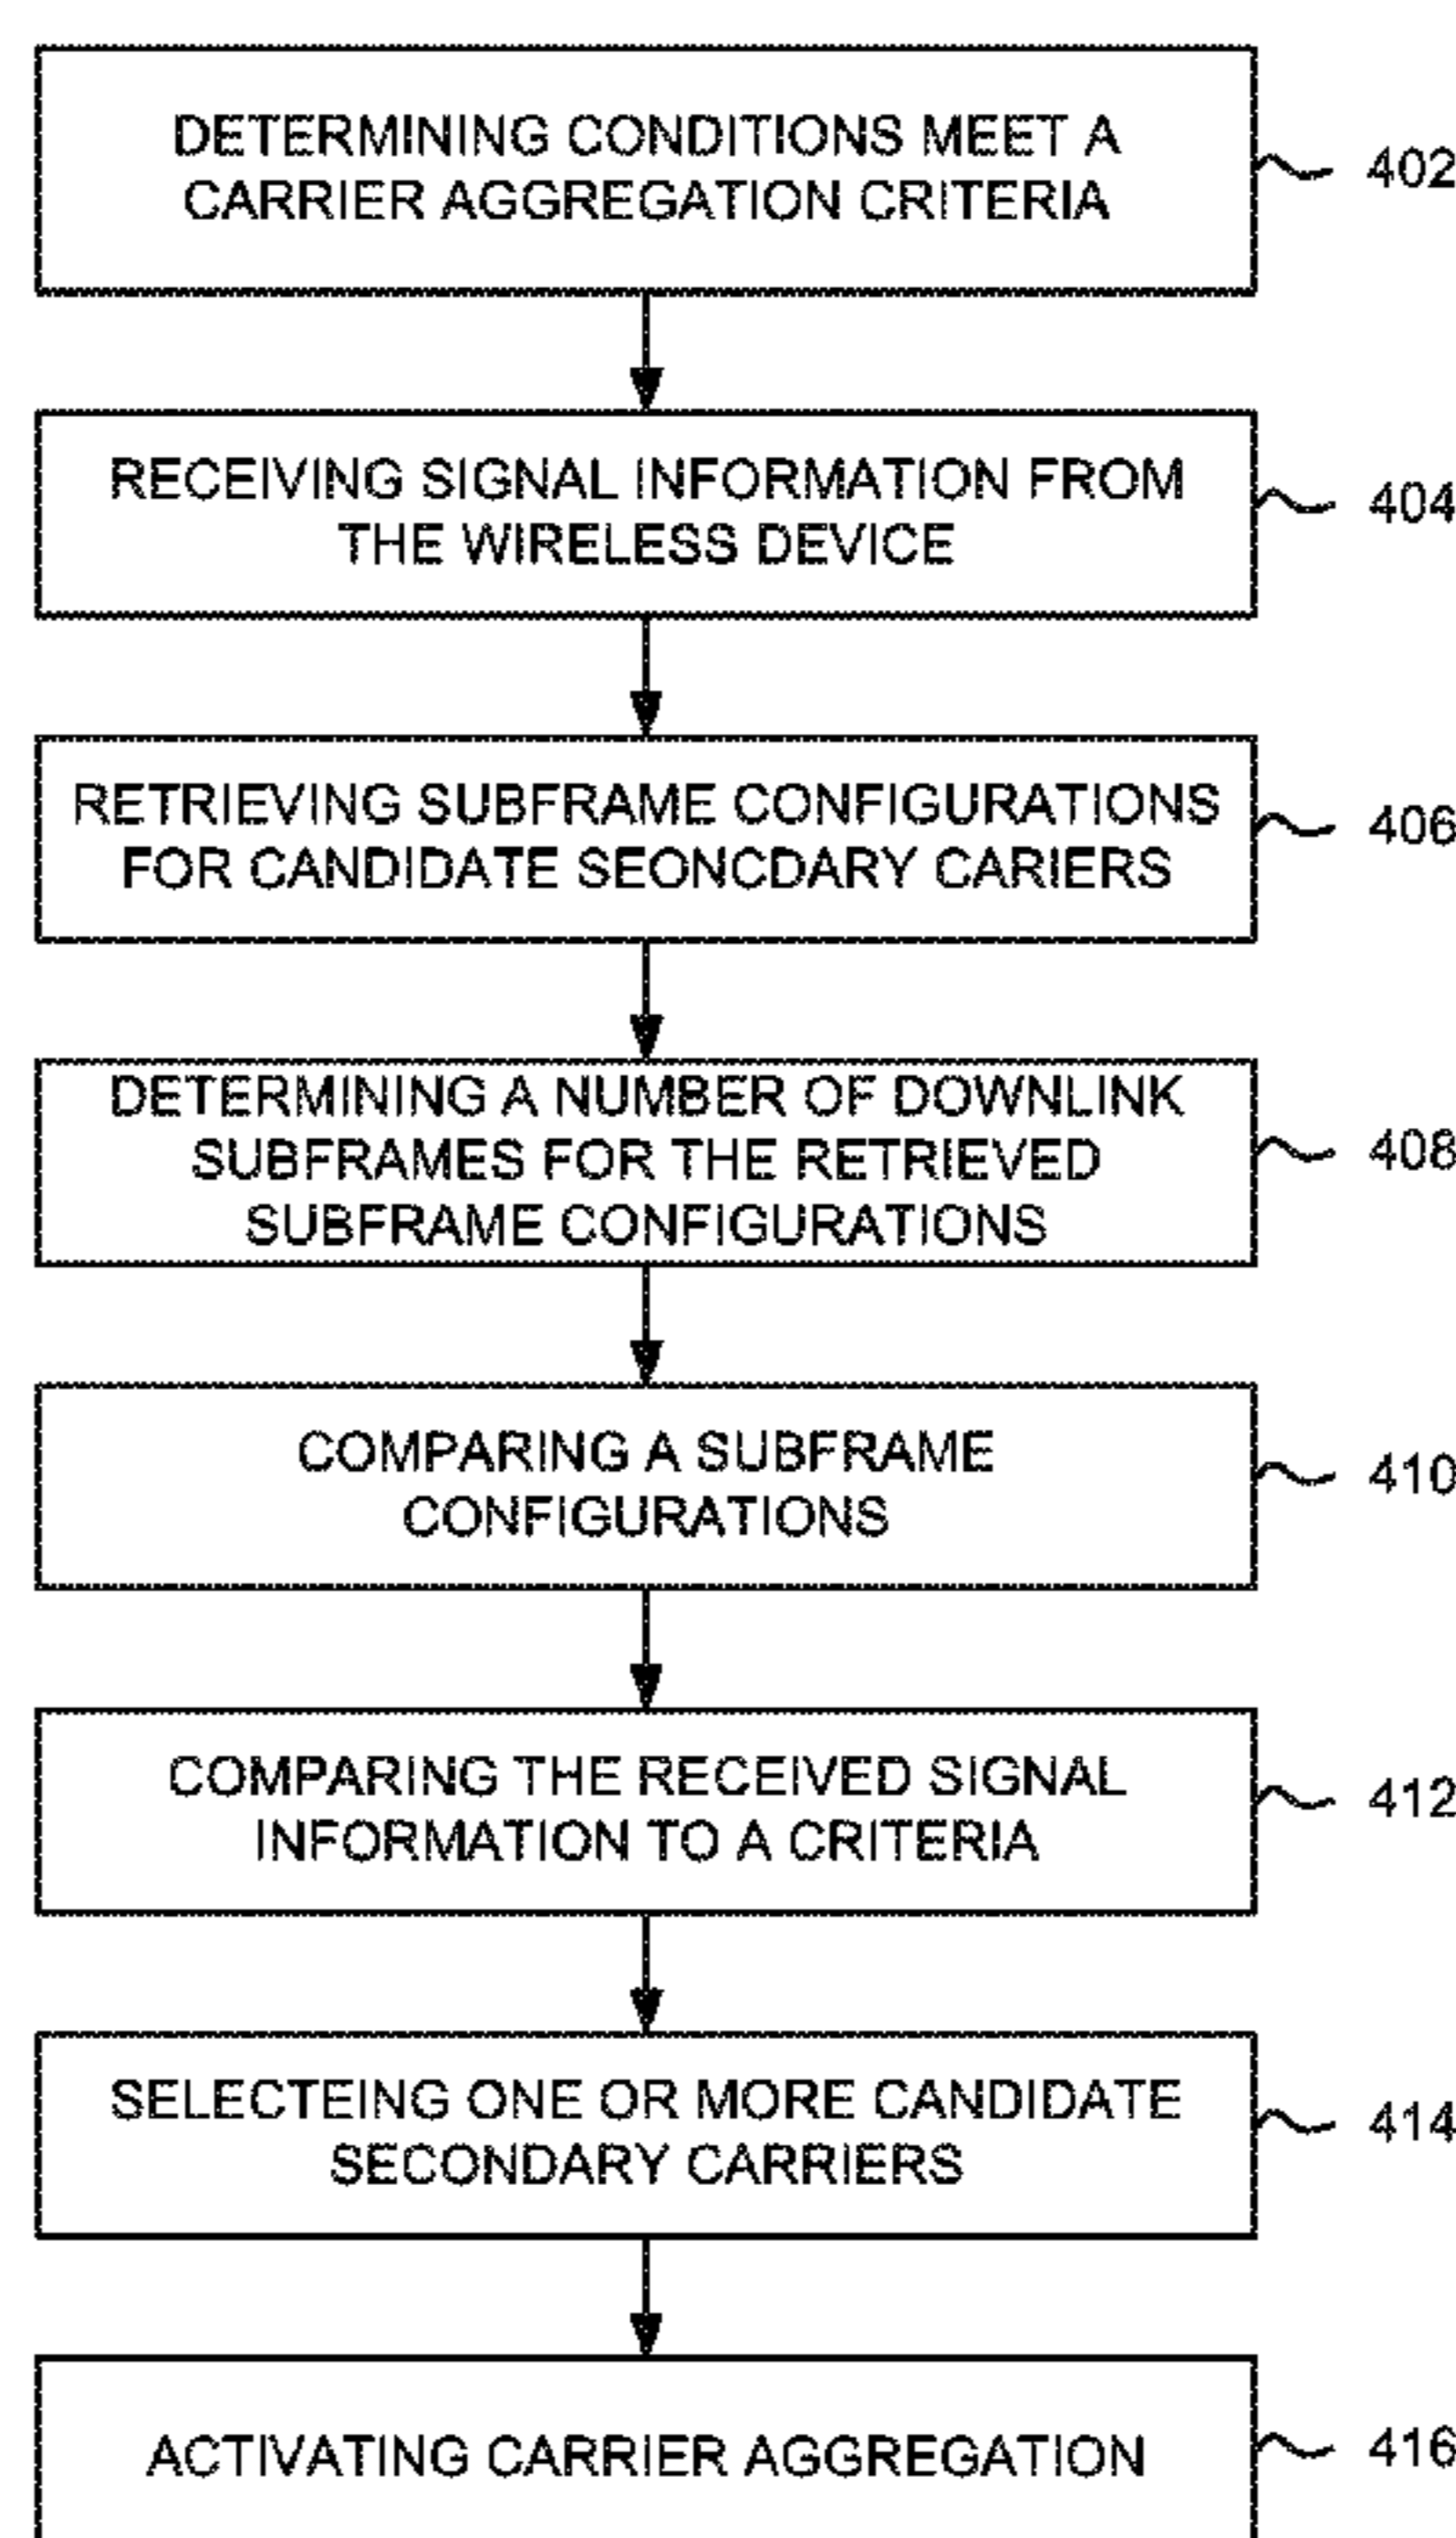 DETERMINING CONDITIONS MEET A
CARRIER AGGREGATION CRITERIA
402
RECEIVING SIGNAL INFORMATION FROM
THE WIRELESS DEVICE
404
RETRIEVING SUBFRAME CONFIGURATIONS
FOR CANDIDATE SEONCDARY CARIERS
406
DETERMINING A NUMBER OF DOWNLINK
SUBFRAMES FOR THE RETRIEVED
SUBFRAME CONFIGURATIONS
408
COMPARING A SUBFRAME
CONFIGURATIONS
410
COMPARING THE RECEIVED SIGNAL
INFORMATION TO A CRITERIA
412
SELECTEING ONE OR MORE CANDIDATE
SECONDARY CARRIERS
414
ACTIVATING CARRIER AGGREGATION
416